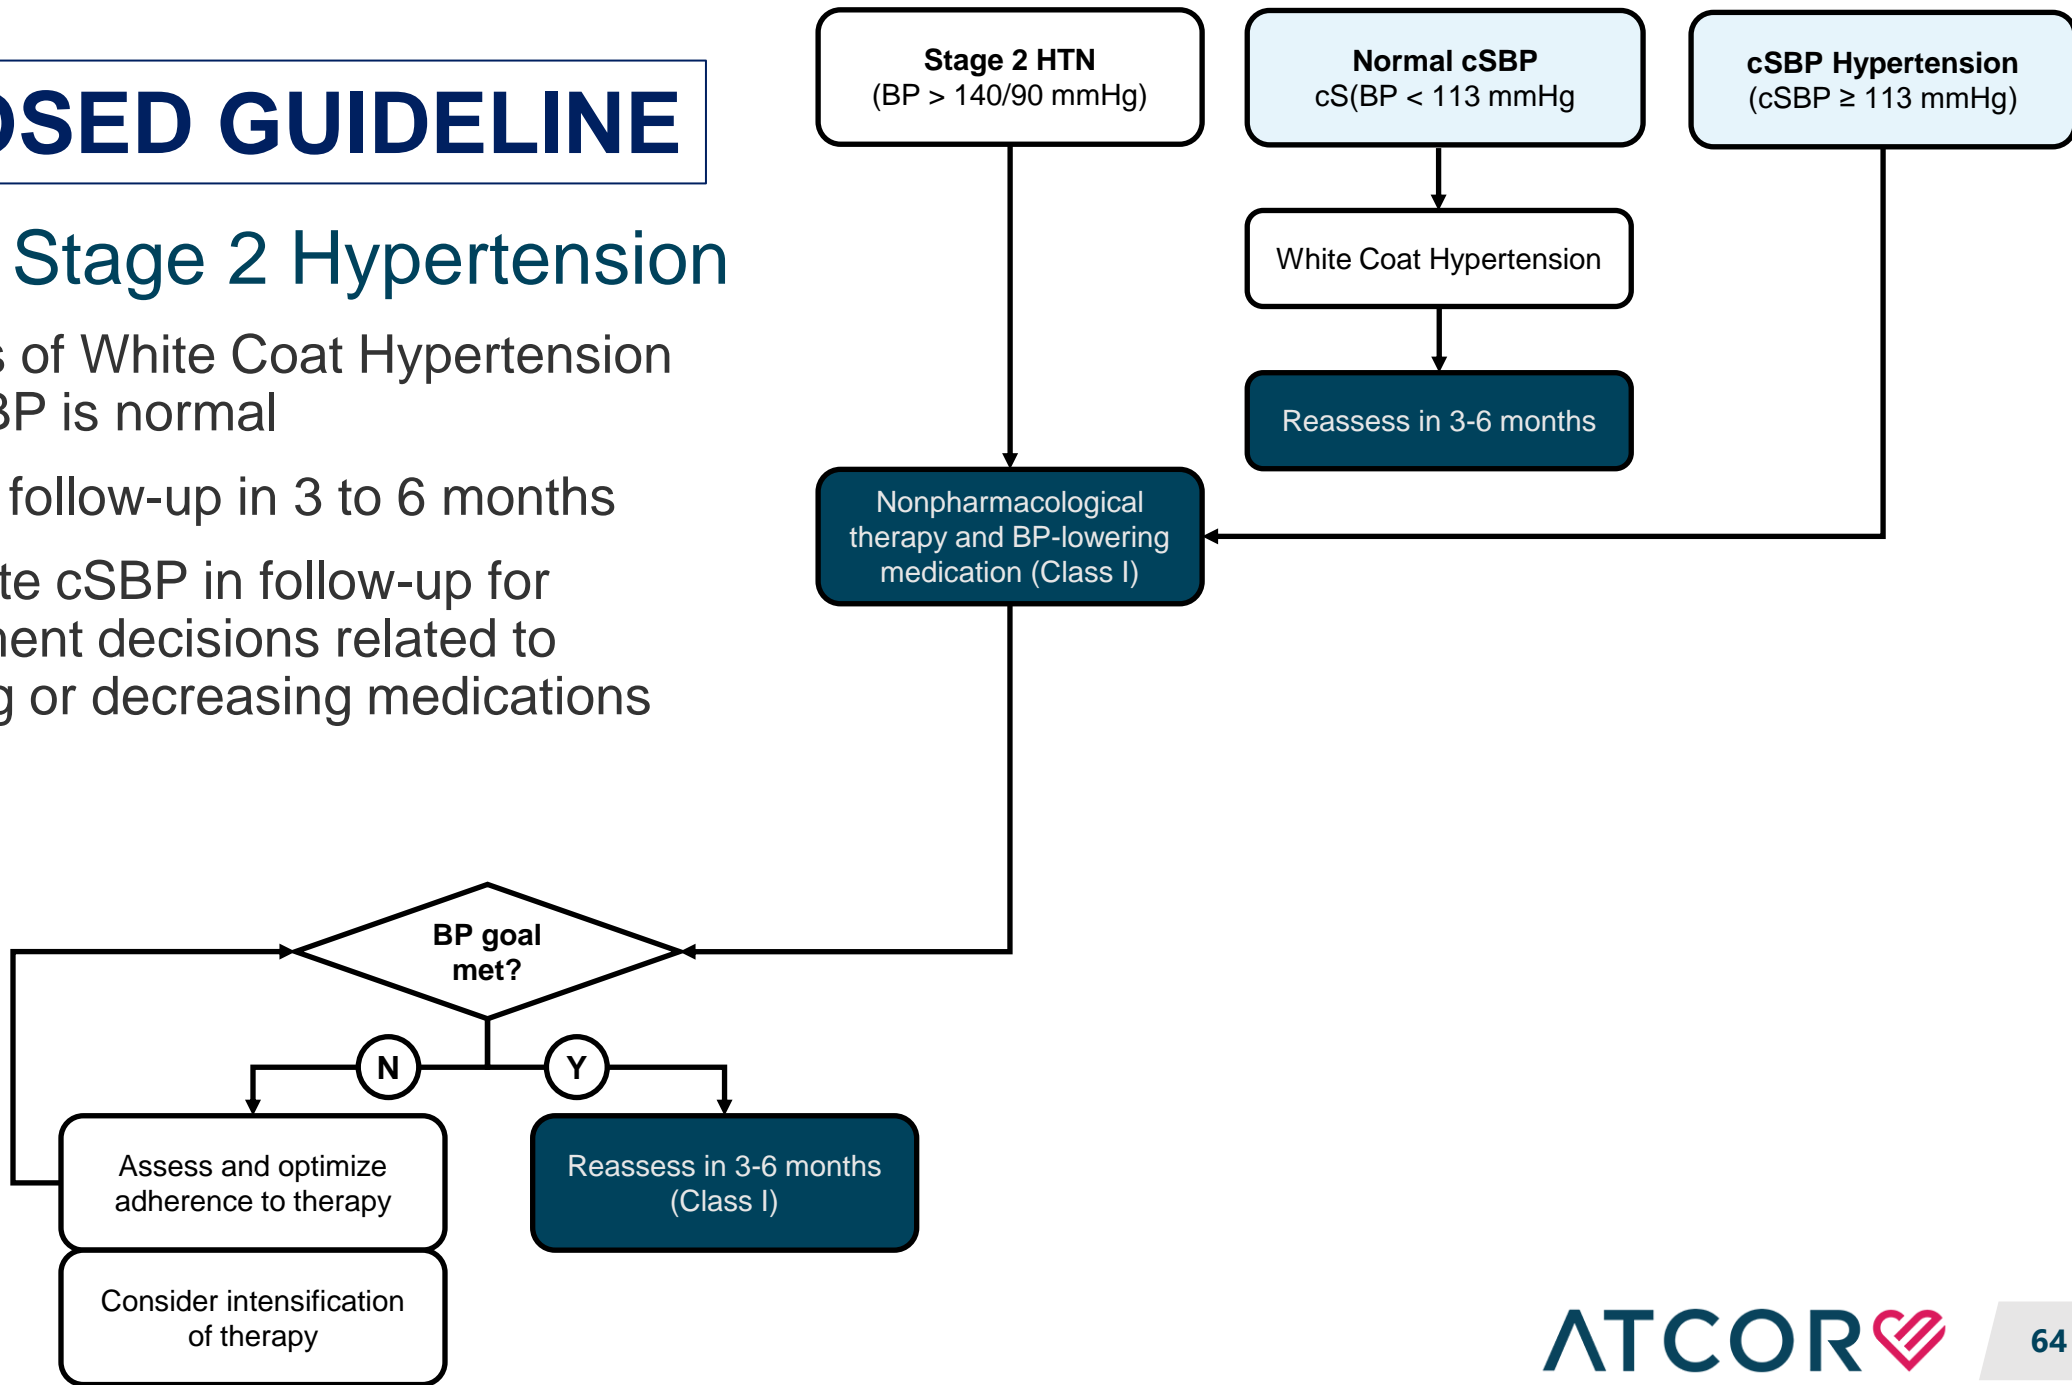 OSED GUIDELINE
Stage 2 Hypertension
s of White Coat Hypertension
BP is normal
follow-up in 3 to 6 months
te cSBP in follow-up for
nent decisions related to
g or decreasing medications
Stage 2 HTN
(BP > 140/90 mmHg)
Normal cSBP
cS(BP < 113 mmHg
cSBP Hypertension
(cSBP ≥ 113 mmHg)
White Coat Hypertension
Reassess in 3-6 months
Nonpharmacological
therapy and BP-lowering
medication (Class I)
BP goal
met?
N
Y
Assess and optimize
adherence to therapy
Reassess in 3-6 months
(Class I)
Consider intensification
of therapy
ATCOR
64